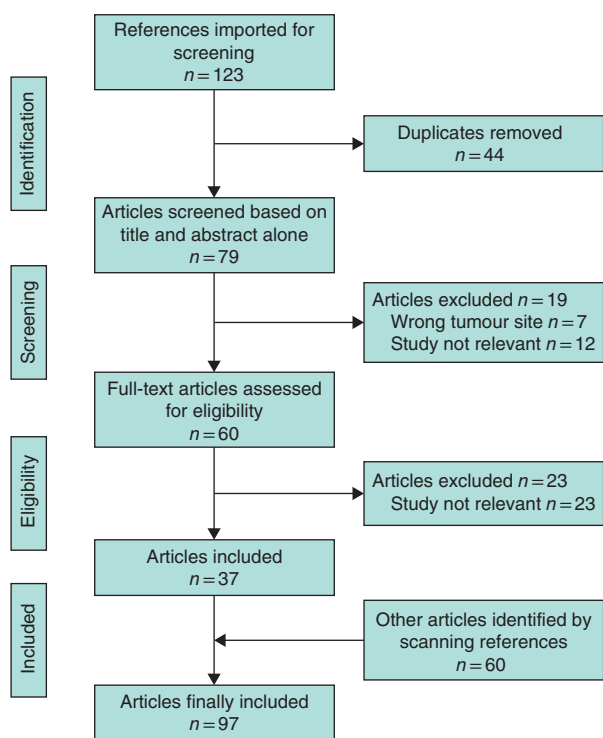 References imported for
screening
n = 123
Identification
Duplicates removed
n = 44
Articles screened based on
title and abstract alone
n = 79
Screening
Articles excluded n = 19
Wrong tumour site n = 7
Study not relevant n = 12
Full-text articles assessed
for eligibility
n = 60
Eligibility
Articles excluded n = 23
Study not relevant n = 23
Articles included
n = 37
Included
Other articles identified by
scanning references
n = 60
Articles finally included
n = 97